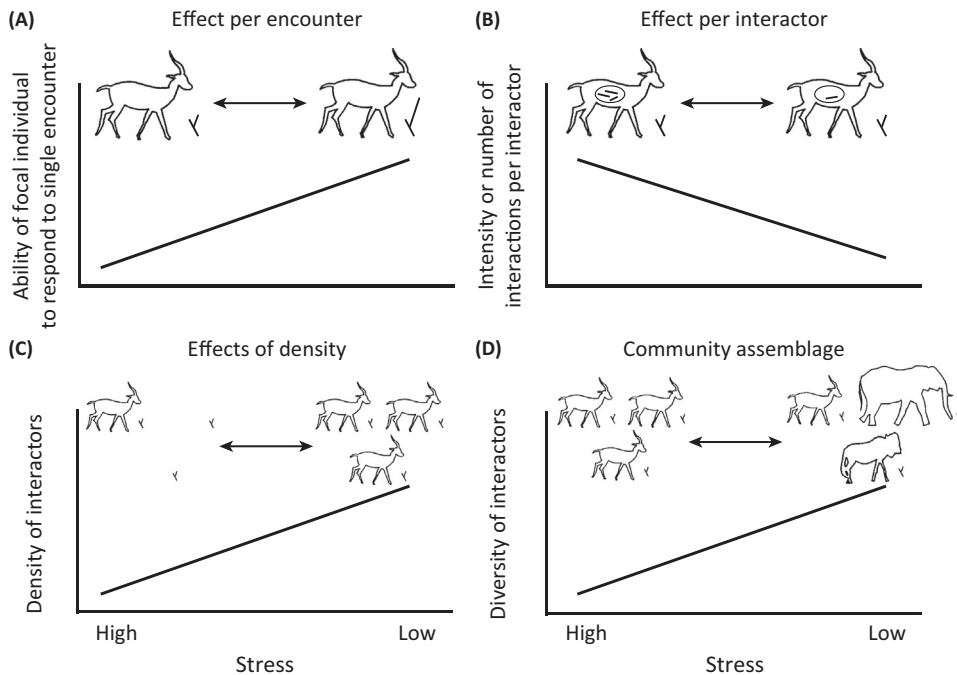 (A) Effect per encounter
Ability of focal individual
to respond to single encounter
(B) Effect per interactor
Intensity or number of
interactions per interactor
(C) Effects of density
Density of interactors
High Low
Stress
(D) Community assemblage
Diversity of interactors
High Low
Stress